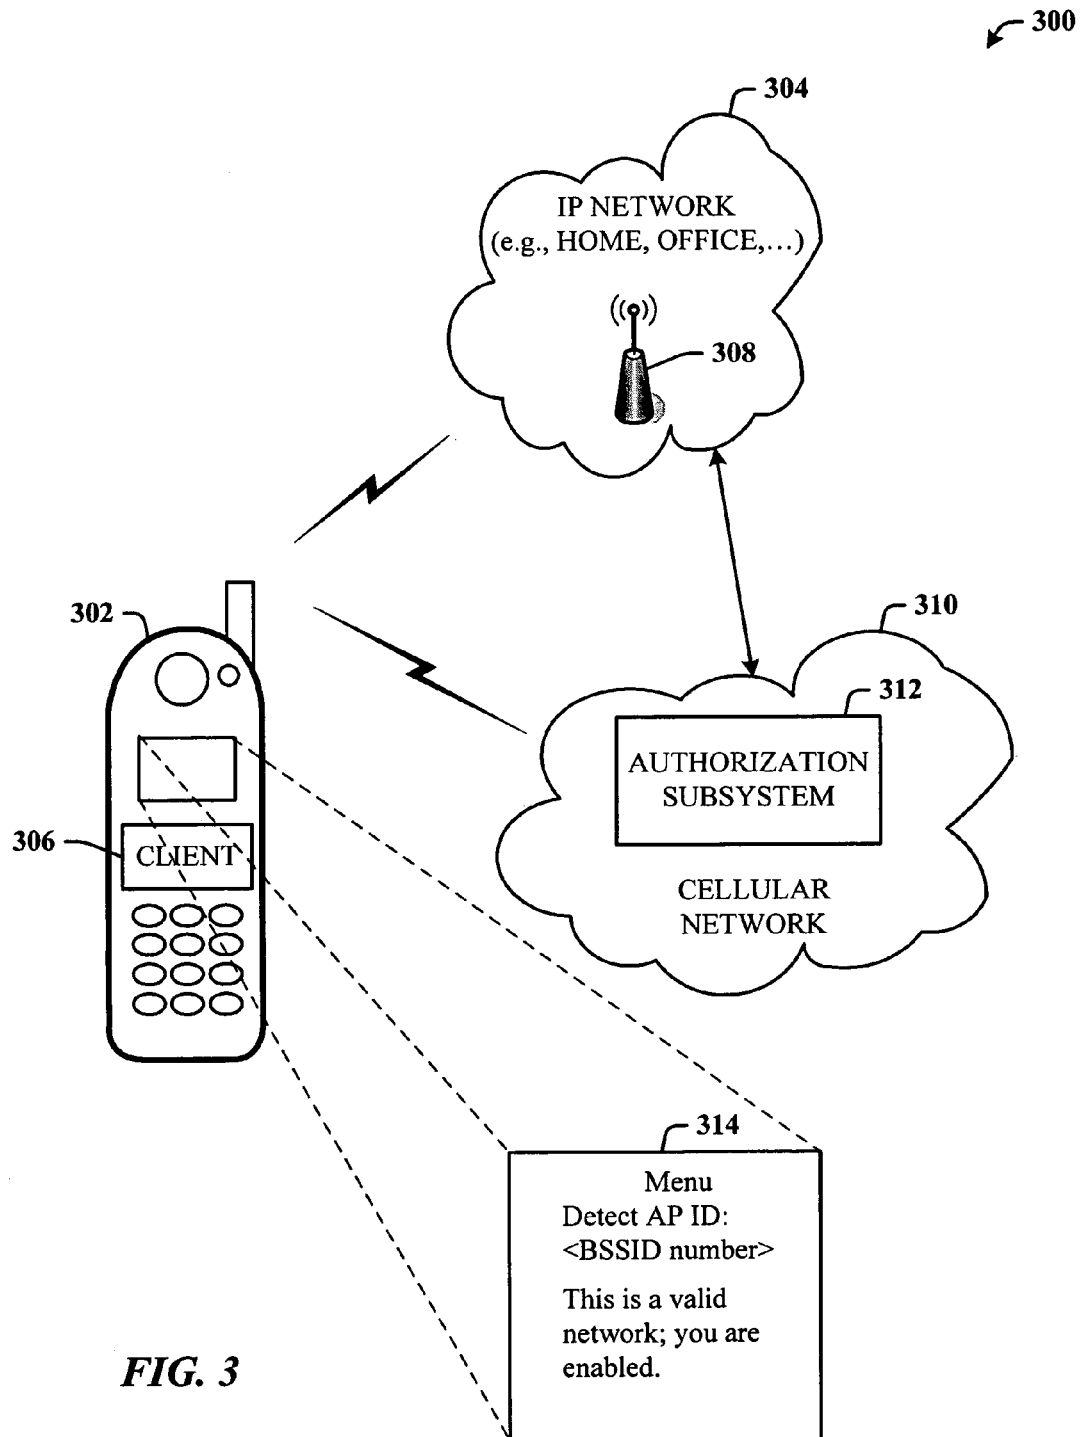 300
304
IP NETWORK
(e.g., HOME, OFFICE,...)
308
302
310
312
AUTHORIZATION
SUBSYSTEM
306
CLIENT
CELLULAR
NETWORK
314
Menu
Detect AP ID:
<BSSID number>
This is a valid
network; you are
enabled.
FIG. 3